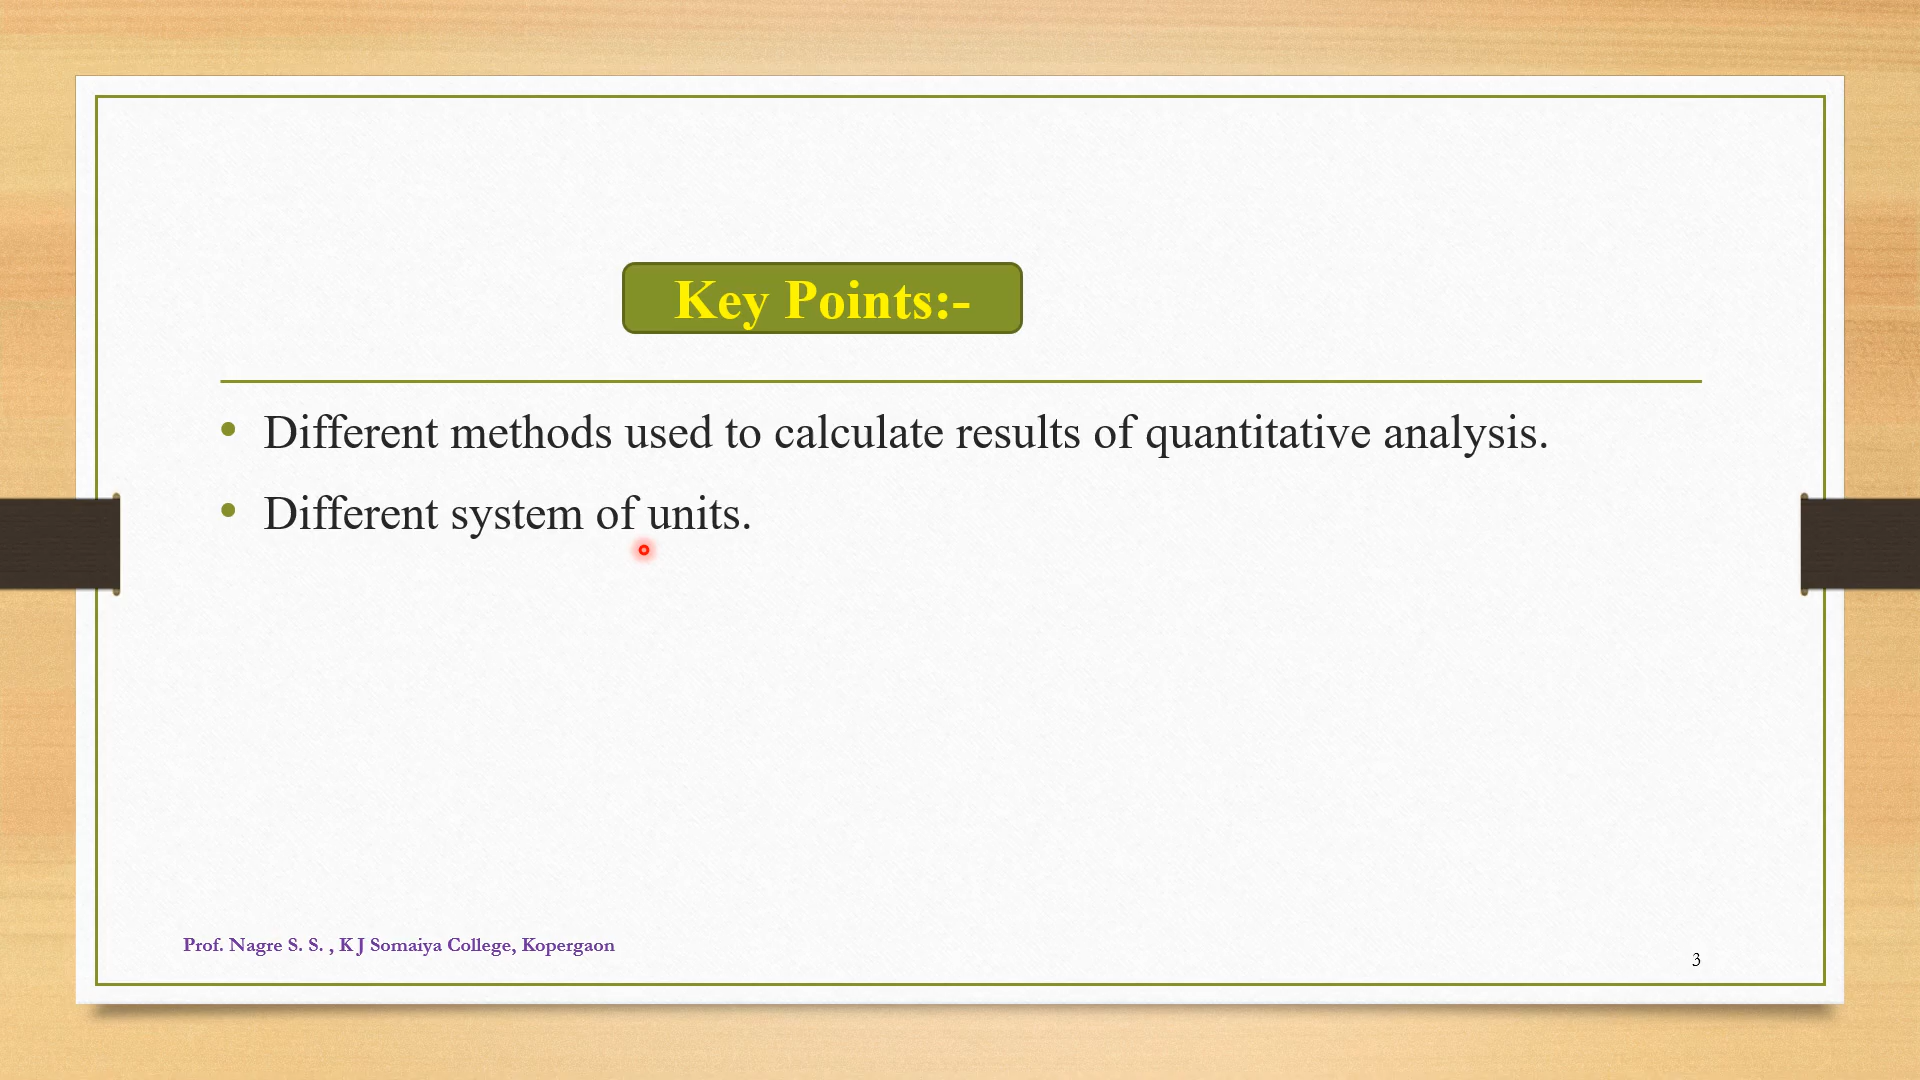 Key Points:-
• Different methods used to calculate results of quantitative analysis.
• Different system of units.
Prof. Nagre S. S. , K J Somaiya College, Kopergaon
3